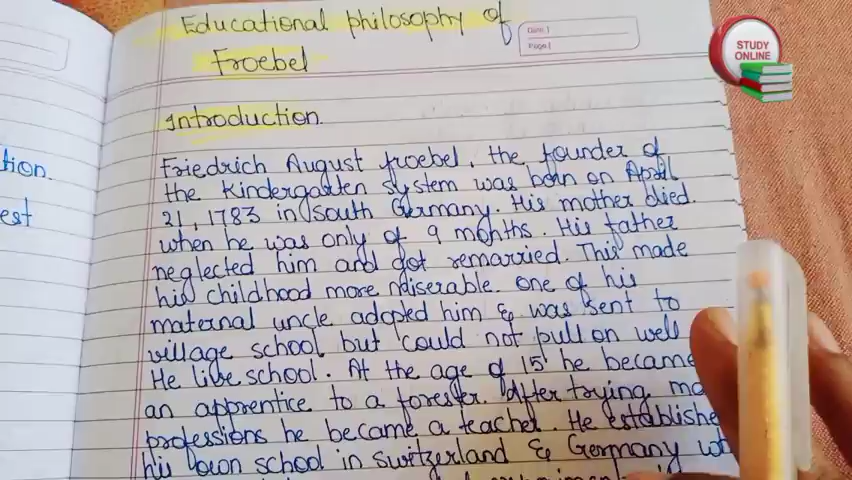 Educational philosophy of
Froebel
Date
Page
STUDY
ONLINE
Introduction
tion.
est
Friedrich August froebel, the founder of
the Kindergarten system was born on April
21, 1783 in South Germany. His mother died
when he was only of 9 months. His father
neglected him and got remarried. This made
his childhood more miserable. One of his
maternal uncle adopted him & was sent to
village school but could not pull on well
He live school. At the age of 15 he became
an apprentice to a forester. After trying
professions he became a teacher. He establishe
his own school in Switzerland & Germany